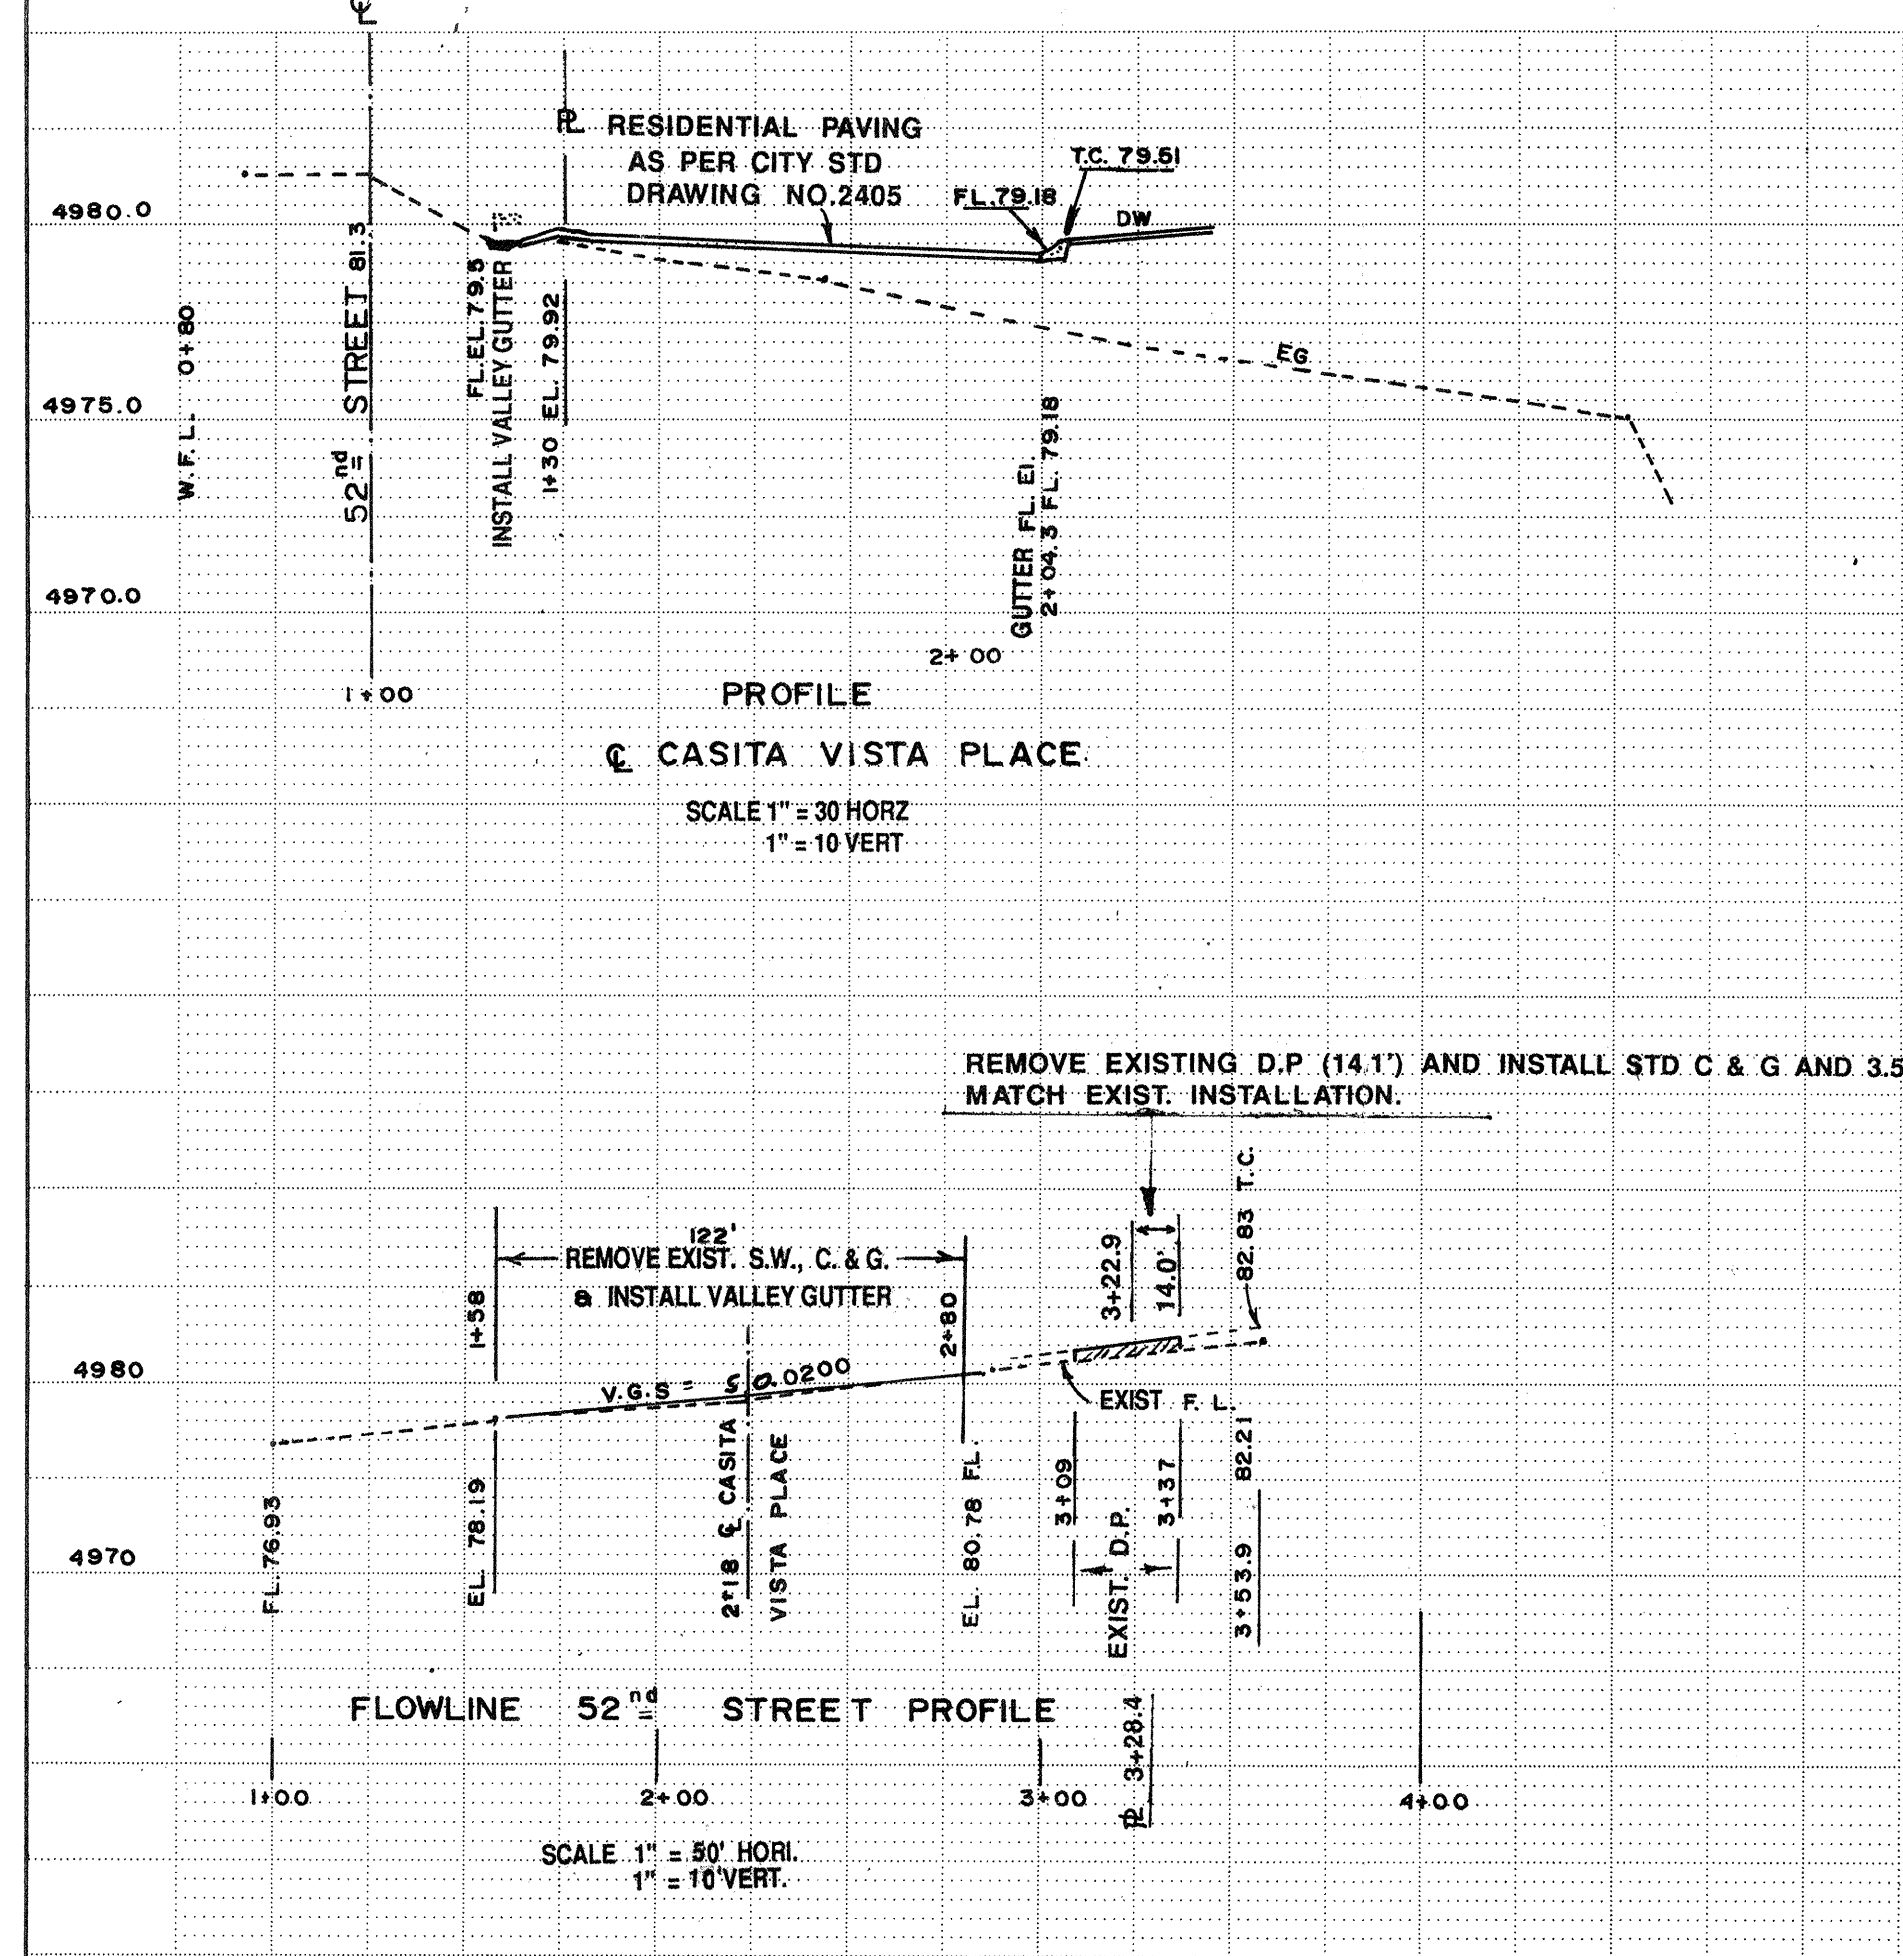 ℄
℞ RESIDENTIAL PAVING
AS PER CITY STD
DRAWING NO.2405
T.C. 79.51
FL.79.18
DW
4980.0
4975.0
4970.0
W.F.L. 0+80
52nd STREET 81.3
FL.EL.79.5
INSTALL VALLEY GUTTER
1+30 EL. 79.92
EG
GUTTER FL. El.
2+04.3 FL. 79.18
2+00
1+00
PROFILE
℄ CASITA VISTA PLACE
SCALE 1" = 30 HORZ
1" = 10 VERT
REMOVE EXISTING D.P (14.1') AND INSTALL STD C & G AND 3.5
MATCH EXIST. INSTALLATION.
122'
REMOVE EXIST. S.W., C. & G.
& INSTALL VALLEY GUTTER
1+58
2+80
3+22.9
14.0'
82.83 T.C.
4980
4970
V.G.S = S 0.0200
EXIST F. L.
FL.76.93
EL. 78.19
2+18 ℄ CASITA
VISTA PLACE
EL. 80.78 FL.
3+09
EXIST. D.P.
3+37
3+53.9 82.21
FLOWLINE 52nd STREET PROFILE
℞ 3+28.4
1+00
2+00
3+00
4+00
SCALE 1" = 50' HORI.
1" = 10' VERT.